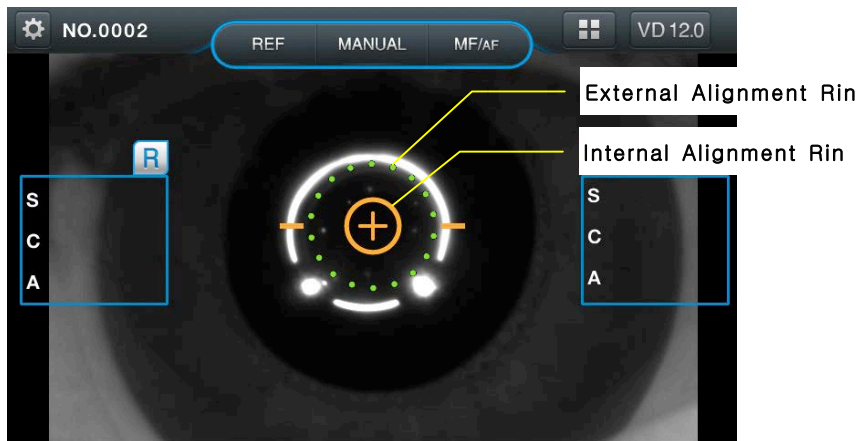 NO.0002
REF MANUAL MF/AF
VD 12.0
External Alignment Rin
Internal Alignment Rin
R
S
C
A
S
C
A